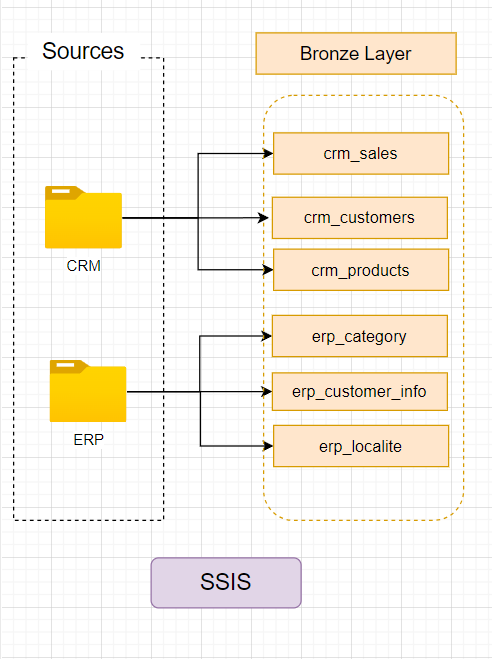 Sources
Bronze Layer
crm_sales
crm_customers
CRM
crm_products
erp_category
erp_customer_info
ERP
erp_localite
SSIS